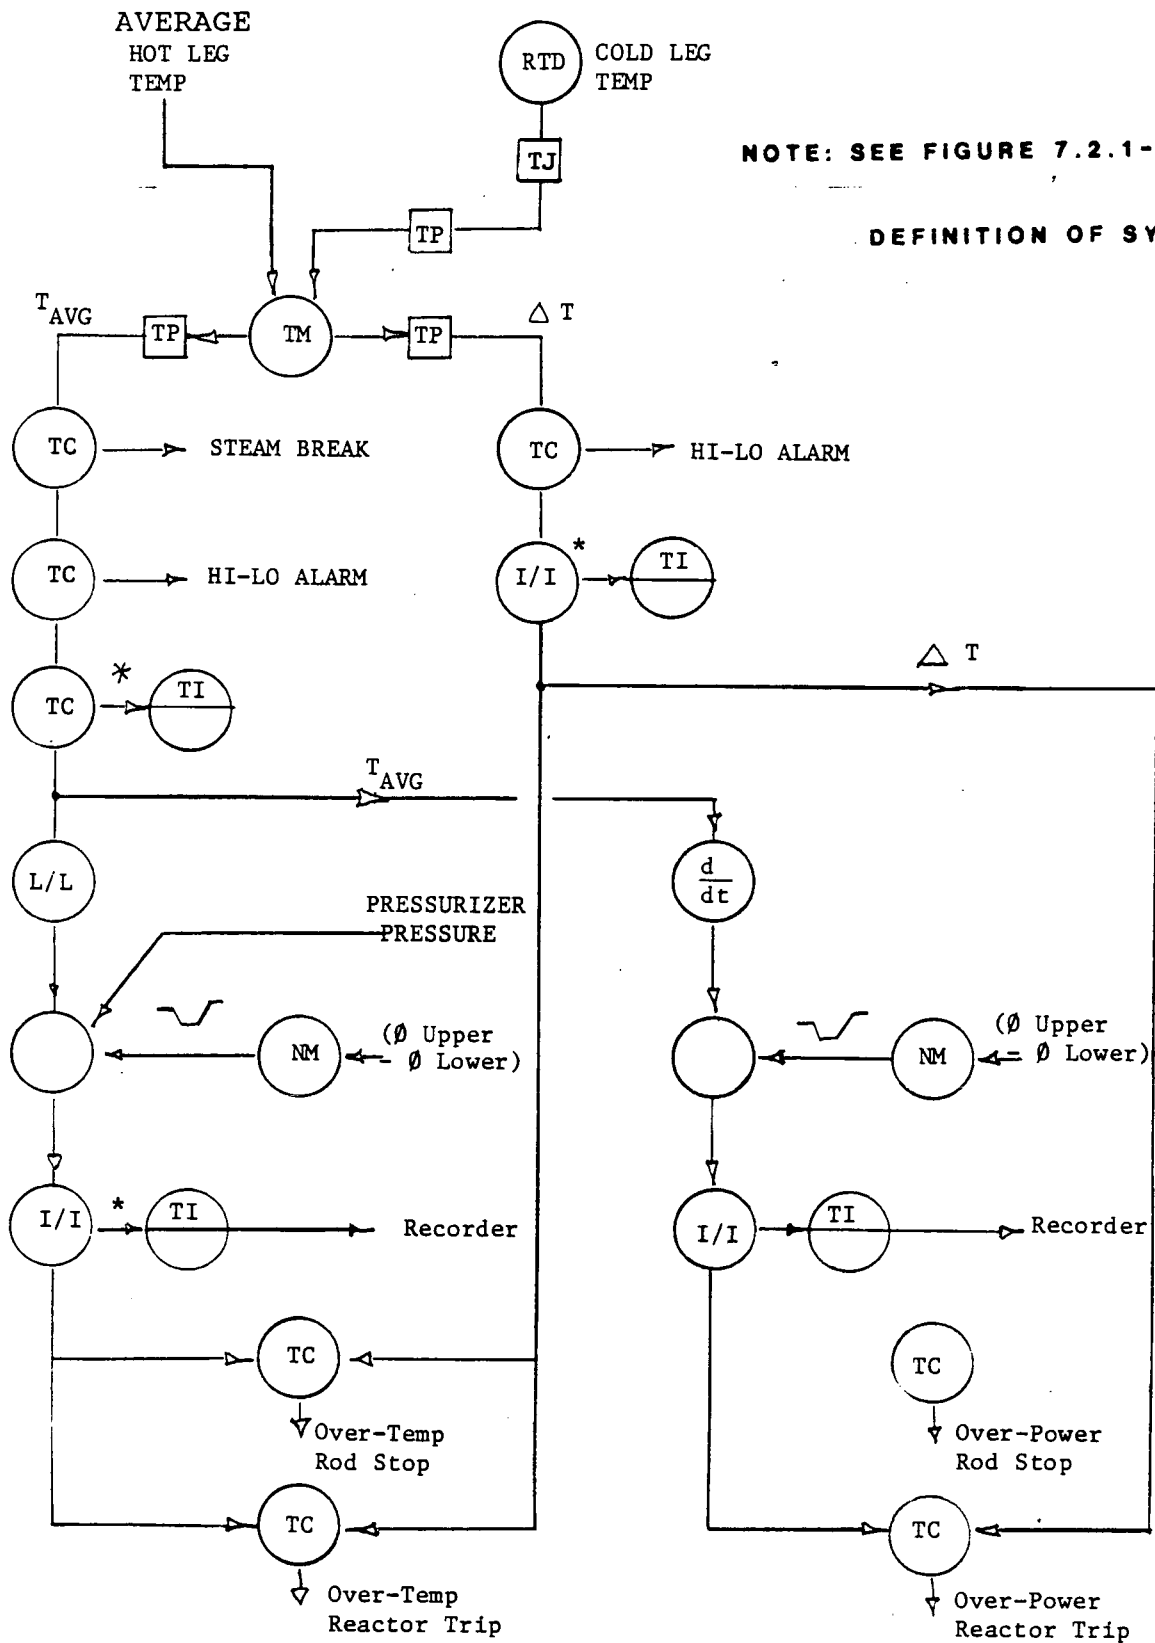 AVERAGE
HOT LEG
TEMP
RTD
COLD LEG
TEMP
TJ
NOTE: SEE FIGURE 7.2.1-
TP
DEFINITION OF SY
T AVG
TP
TM
TP
△ T
TC
STEAM BREAK
TC
HI-LO ALARM
TC
HI-LO ALARM
I/I
*
TI
TC
*
TI
△ T
T AVG
L/L
d
dt
PRESSURIZER
PRESSURE
NM
(Ø Upper
- Ø Lower)
NM
(Ø Upper
- Ø Lower)
I/I
*
TI
Recorder
I/I
TI
Recorder
TC
Over-Temp
Rod Stop
TC
Over-Power
Rod Stop
TC
Over-Temp
Reactor Trip
TC
Over-Power
Reactor Trip